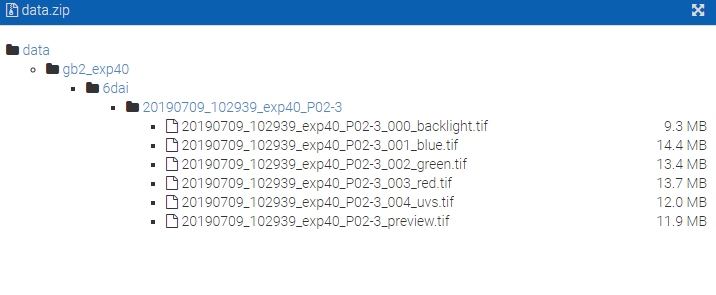 data.zip
data
gb2_exp40
6dai
20190709_102939_exp40_P02-3
20190709_102939_exp40_P02-3_000_backlight.tif 9.3 MB
20190709_102939_exp40_P02-3_001_blue.tif 14.4 MB
20190709_102939_exp40_P02-3_002_green.tif 13.4 MB
20190709_102939_exp40_P02-3_003_red.tif 13.7 MB
20190709_102939_exp40_P02-3_004_uvs.tif 12.0 MB
20190709_102939_exp40_P02-3_preview.tif 11.9 MB